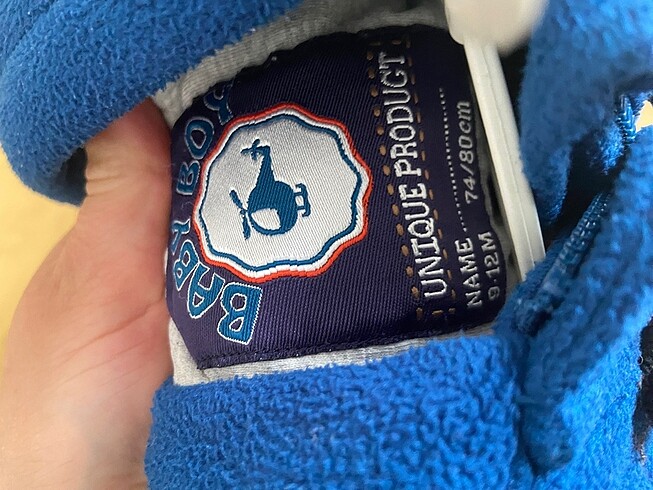 BABY BOY
UNIQUE PRODUCT
NAME ...............
9-12M 74/80cm